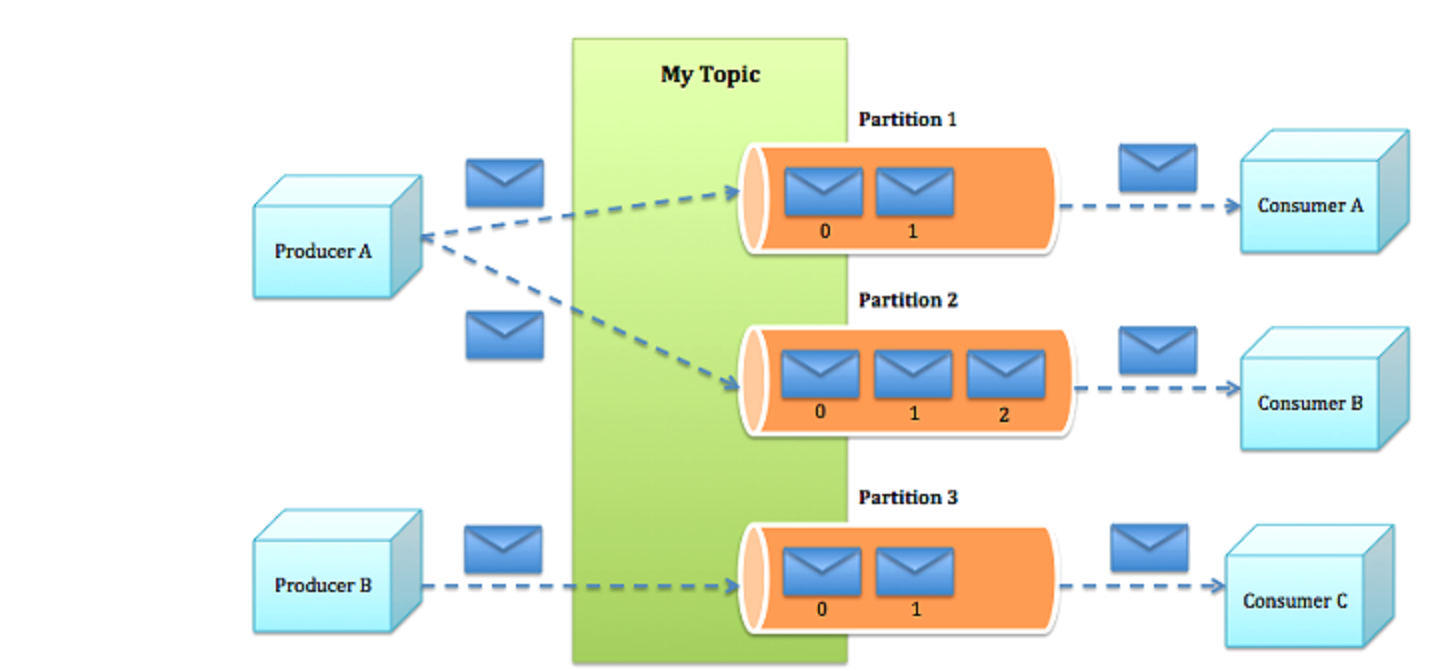 My Topic
Partition 1
Producer A
0 1
Consumer A
Partition 2
0 1 2
Consumer B
Partition 3
Producer B
0 1
Consumer C